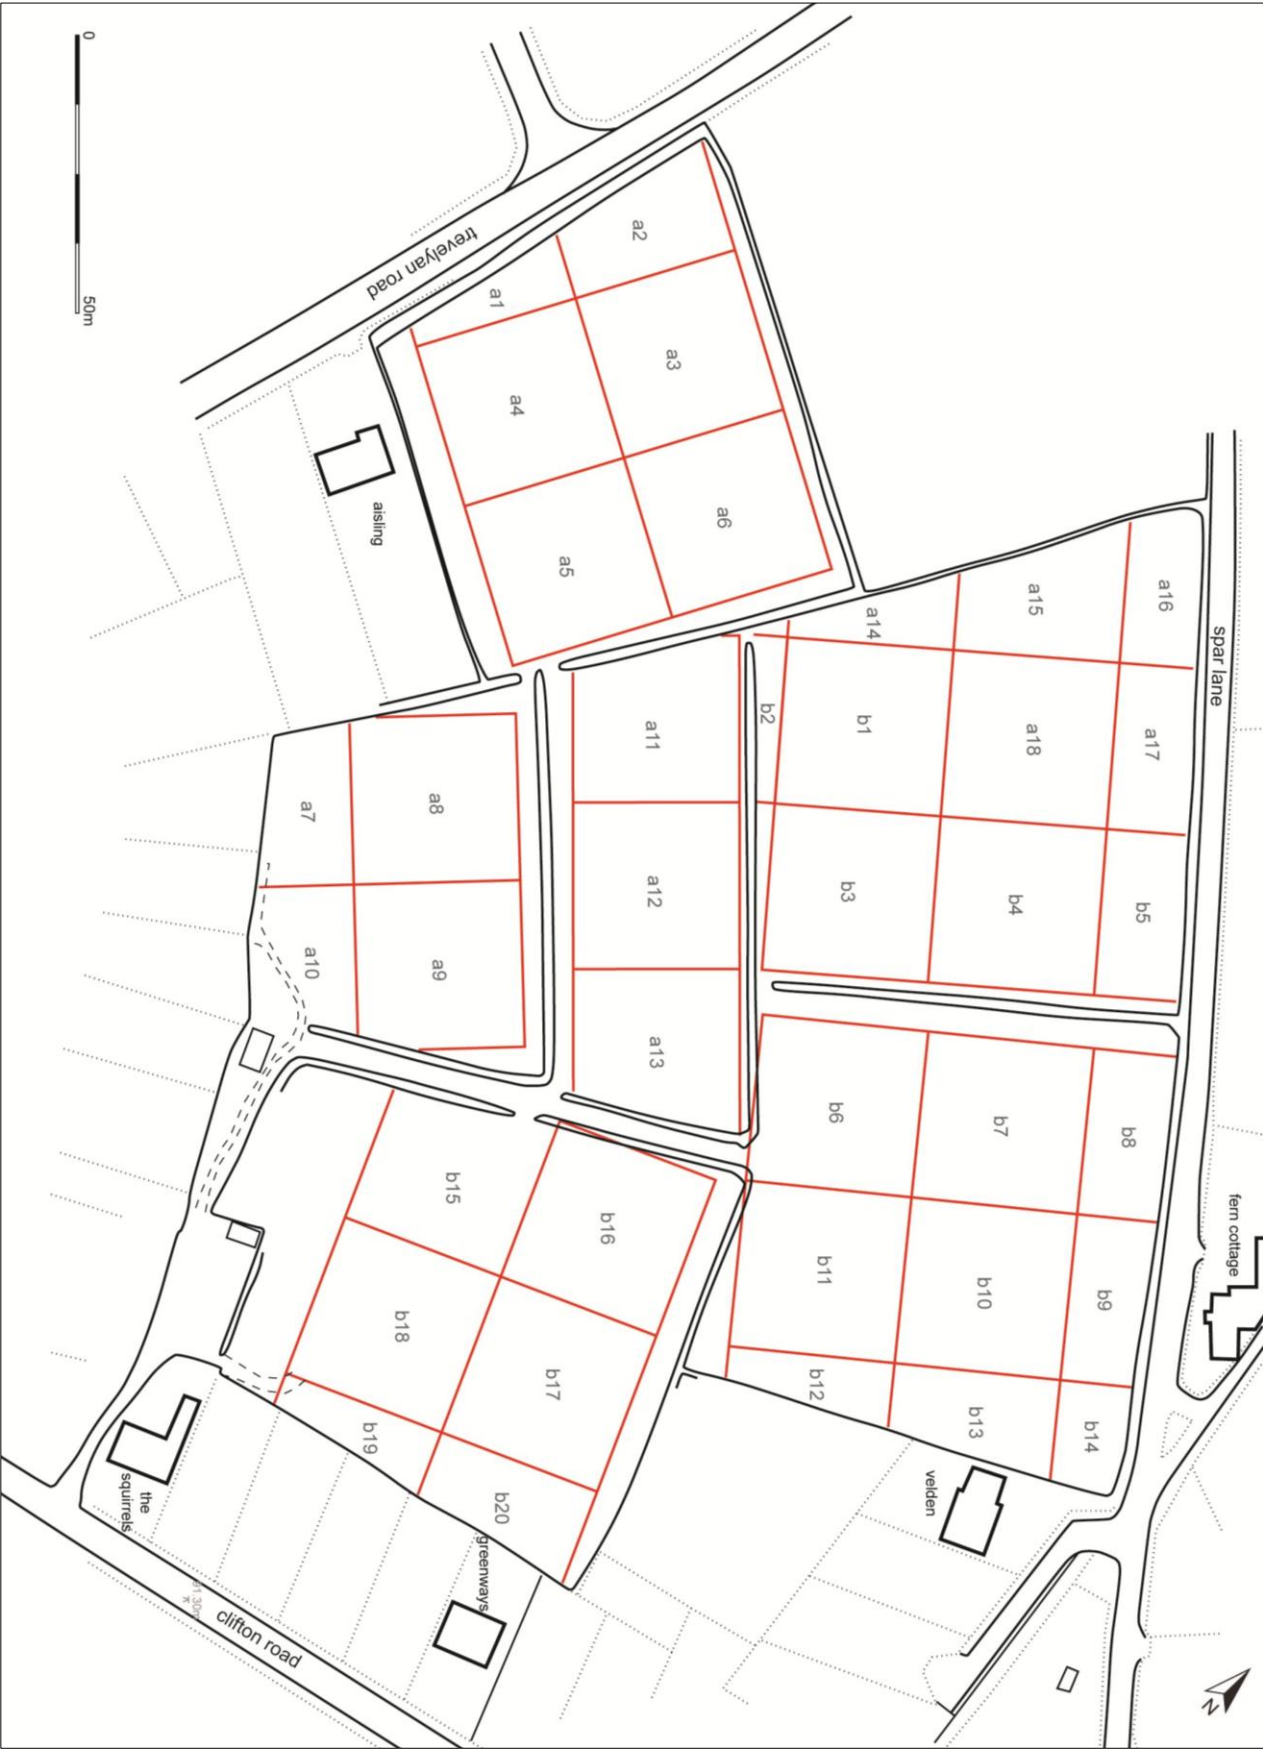 0
50m
trevelyan road
a2
a1
a3
a4
a6
a5
aisling
spar lane
a16
a15
a14
a17
a18
b1
b2
a11
a8
a7
b5
b4
b3
a12
a9
a10
a13
b8
b7
b6
b16
b15
fern cottage
b9
b10
b11
b18
b17
b12
b13
b14
b19
b20
velden
the
squirrels
greenways
clifton road
N